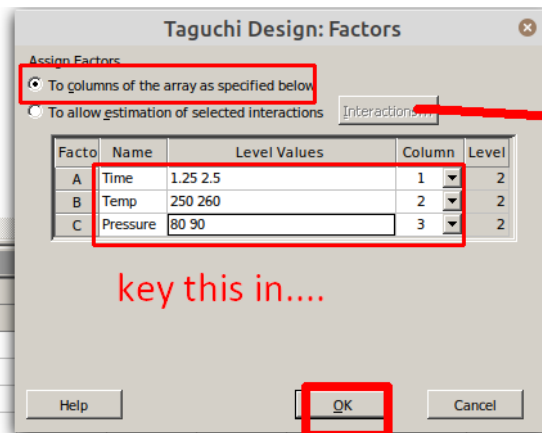 Taguchi Design: Factors
Assign Factors
To columns of the array as specified below
To allow estimation of selected interactions Interactions...
Facto Name Level Values Column Level
A Time 1.25 2.5 1 2
B Temp 250 260 2 2
C Pressure 80 90 3 2
key this in....
Help OK Cancel